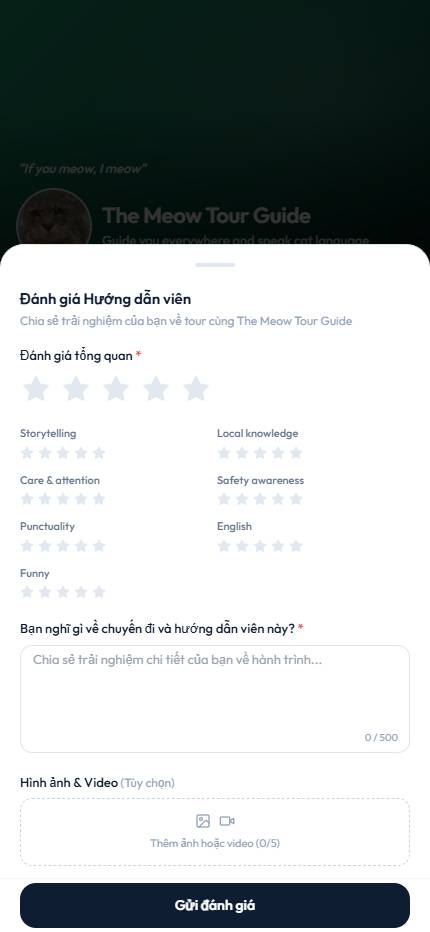 "If you meow, I meow"
The Meow Tour Guide
Guide you everywhere and speak cat language
Đánh giá Hướng dẫn viên
Chia sẻ trải nghiệm của bạn về tour cùng The Meow Tour Guide
Đánh giá tổng quan *
Storytelling
Local knowledge
Care & attention
Safety awareness
Punctuality
English
Funny
Bạn nghĩ gì về chuyến đi và hướng dẫn viên này? *
Chia sẻ trải nghiệm chi tiết của bạn về hành trình...
0 / 500
Hình ảnh & Video (Tùy chọn)
Thêm ảnh hoặc video (0/5)
Gửi đánh giá